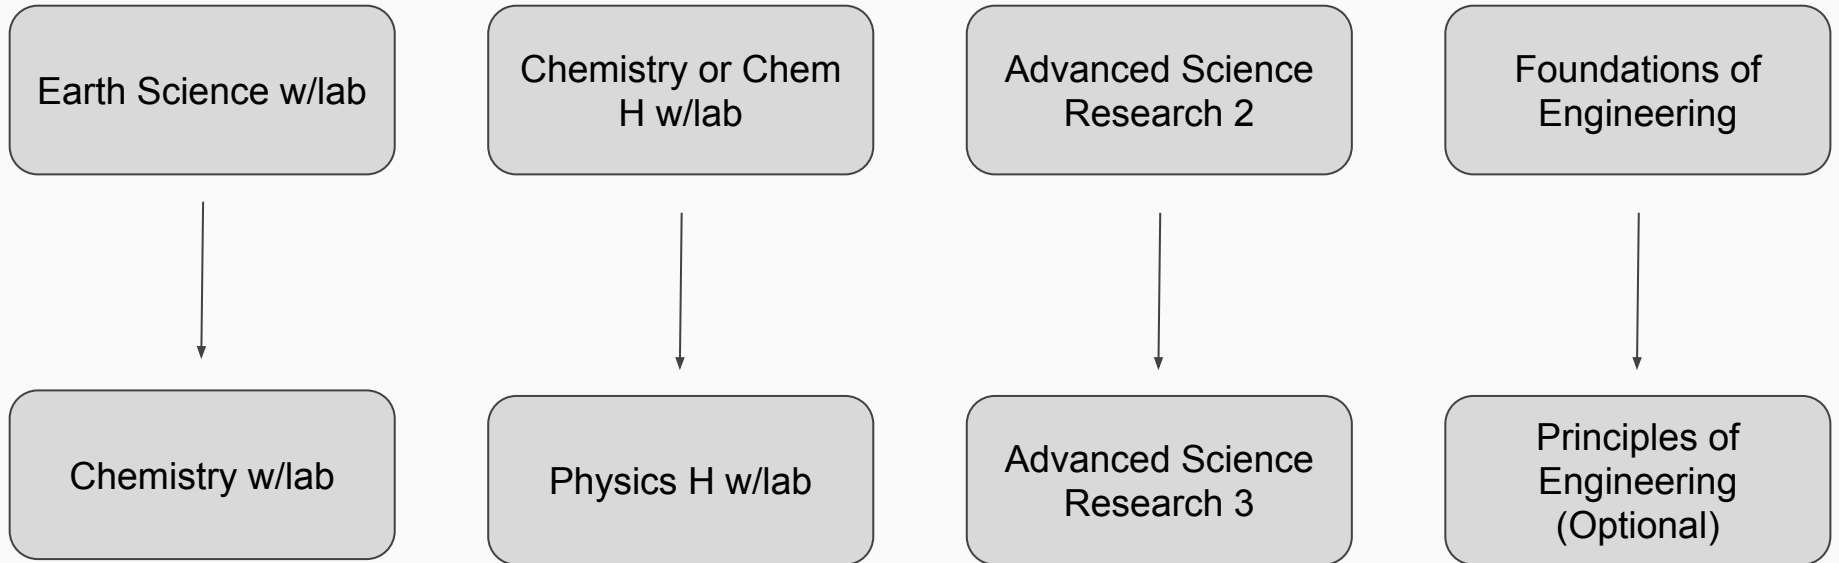 Earth Science w/lab
Chemistry or Chem
H w/lab
Advanced Science
Research 2
Foundations of
Engineering
Chemistry w/lab
Physics H w/lab
Advanced Science
Research 3
Principles of
Engineering
(Optional)